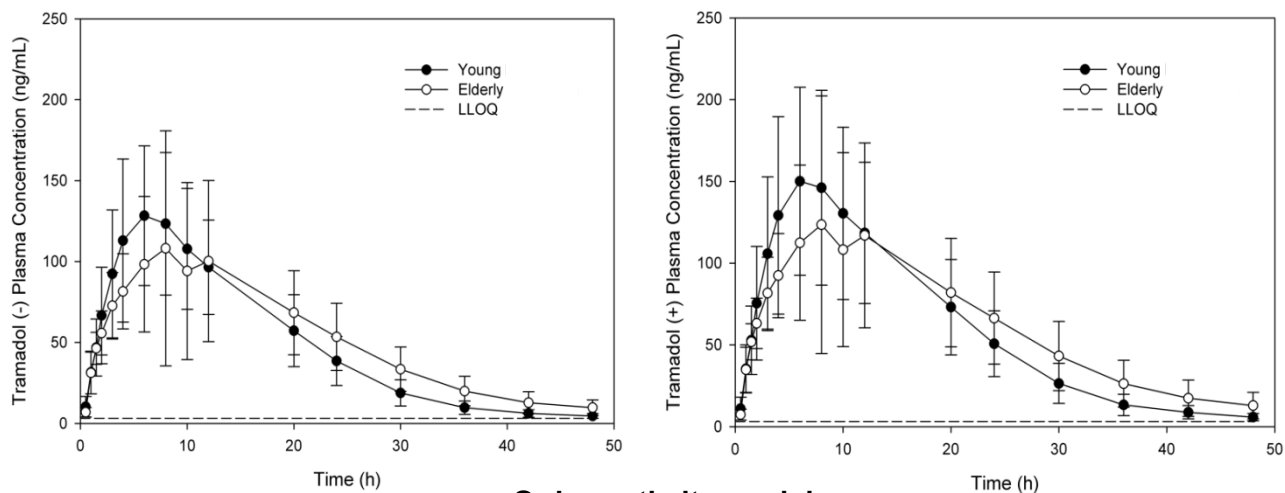 Tramadol (-) Plasma Concentration (ng/mL)
250
200
150
100
50
0
Young
Elderly
LLOQ
0 10 20 30 40 50
Time (h)
Tramadol (+) Plasma Concentration (ng/mL)
250
200
150
100
50
0
Young
Elderly
LLOQ
0 10 20 30 40 50
Time (h)